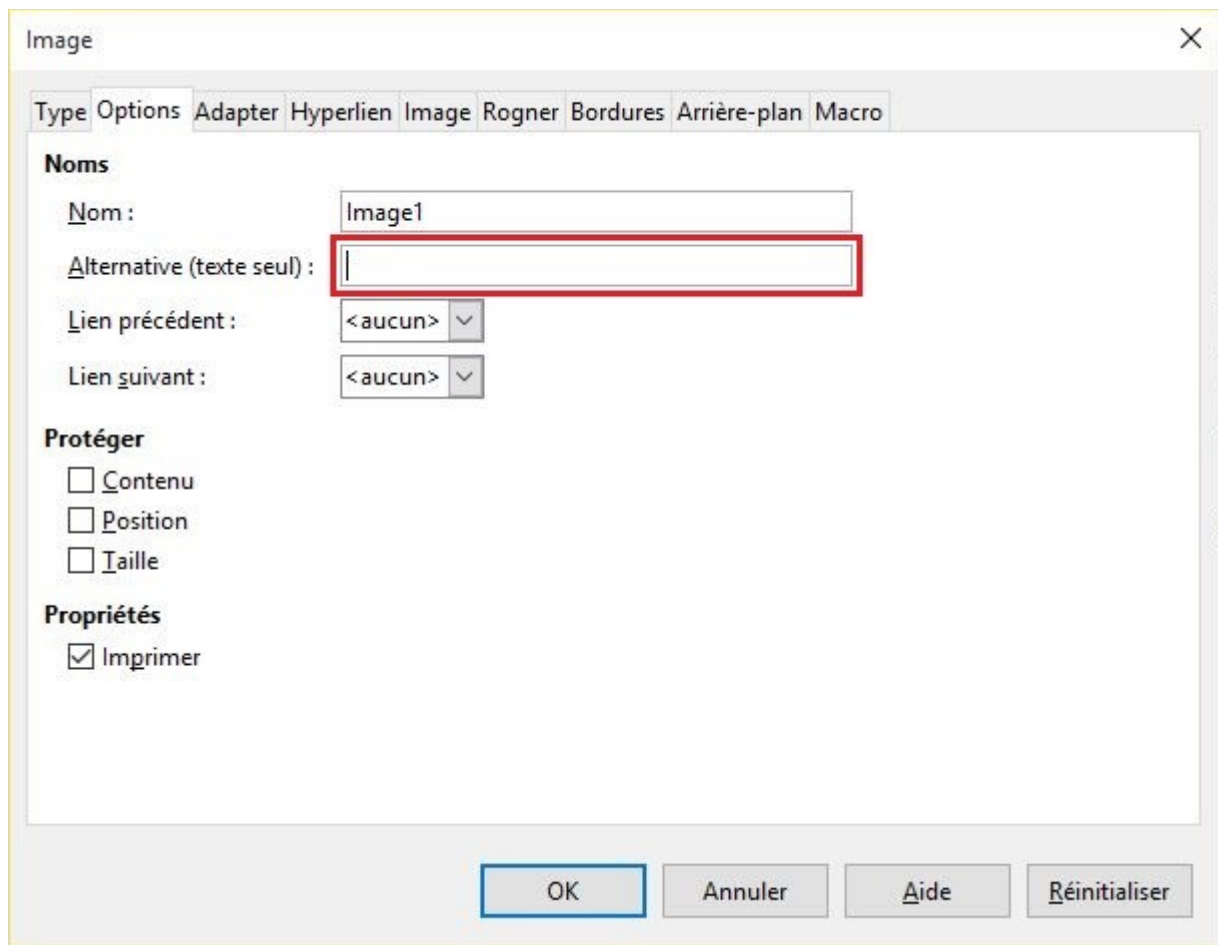 Image
Type Options Adapter Hyperlien Image Rogner Bordures Arrière-plan Macro
Noms
Nom : Image1
Alternative (texte seul) :
Lien précédent : <aucun>
Lien suivant : <aucun>
Protéger
Contenu
Position
Taille
Propriétés
Imprimer
OK Annuler Aide Réinitialiser